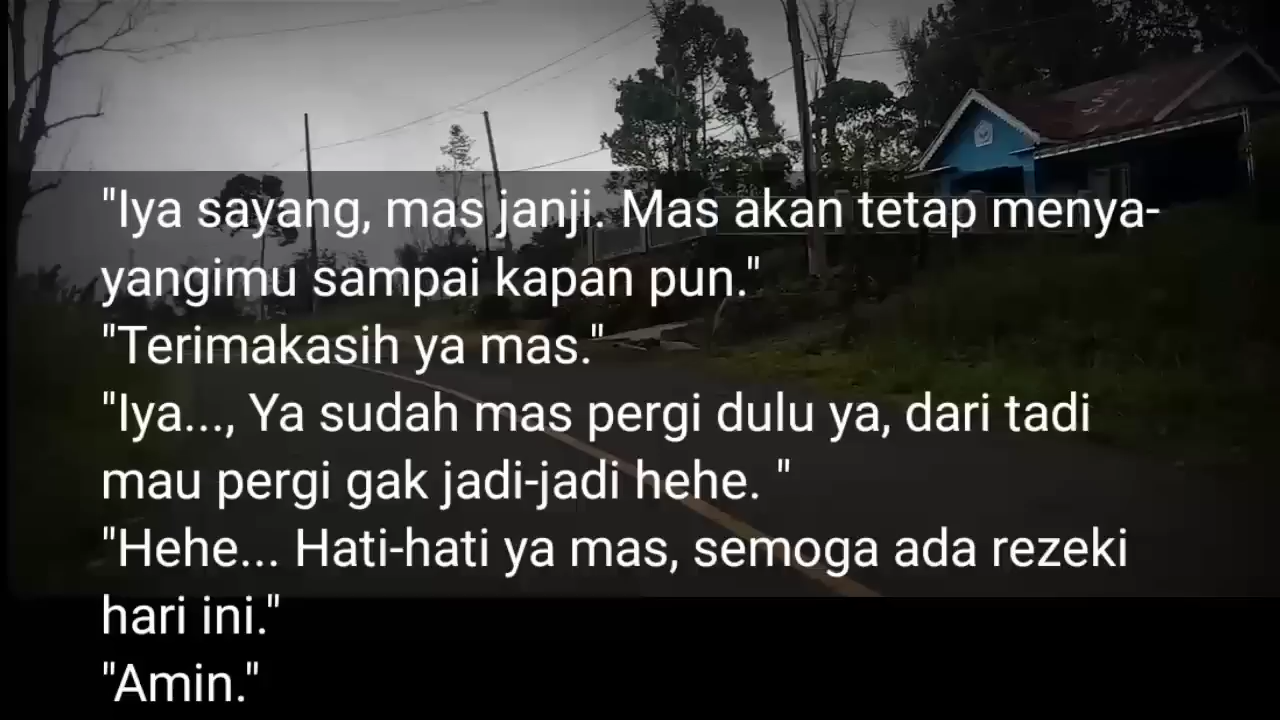 "Iya sayang, mas janji. Mas akan tetap menya-
yangimu sampai kapan pun."
"Terimakasih ya mas."
"Iya..., Ya sudah mas pergi dulu ya, dari tadi
mau pergi gak jadi-jadi hehe. "
"Hehe... Hati-hati ya mas, semoga ada rezeki
hari ini."
"Amin."